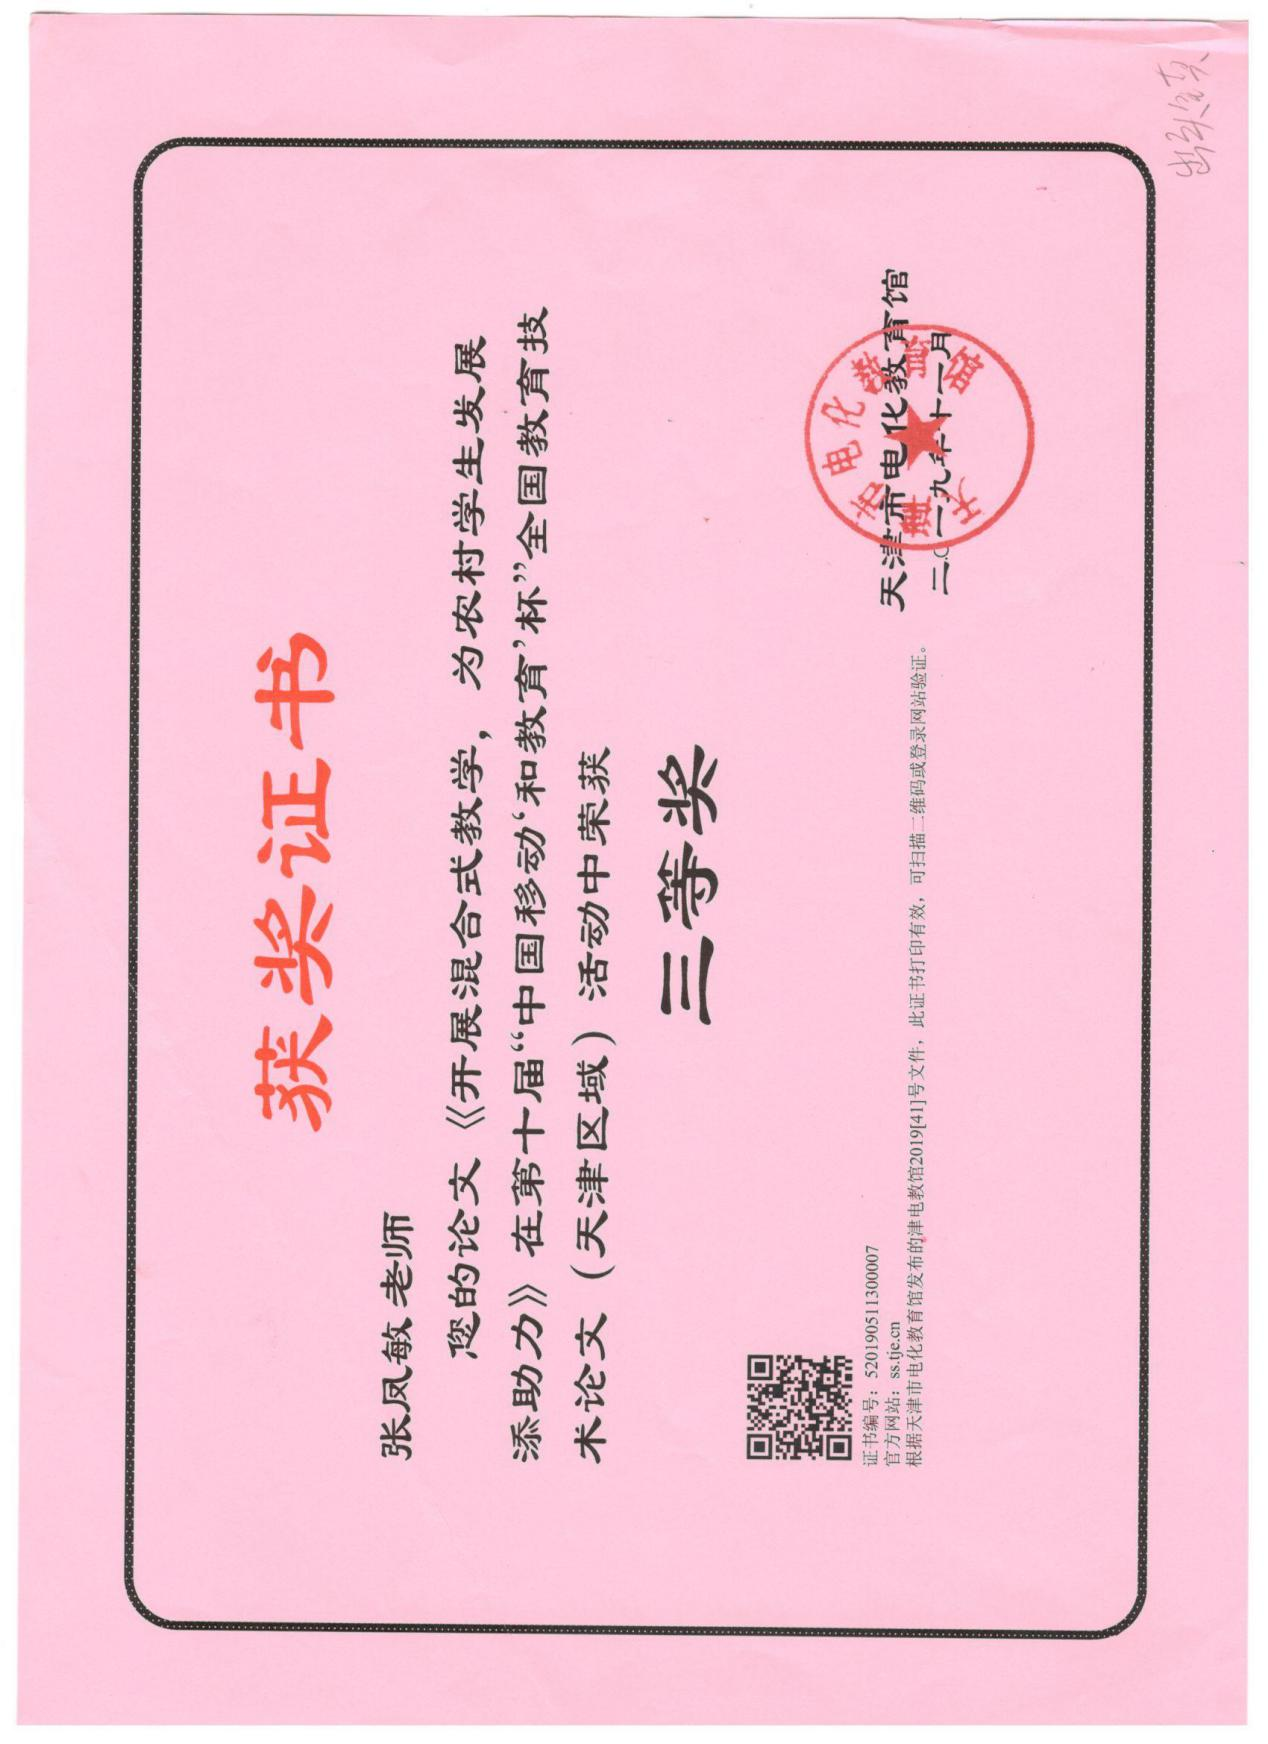 获奖证书
张凤敏老师
您的论文《开展混合式教学，为农村学生发展
添助力》在第十届“中国移动‘和教育’杯”全国教育技
术论文（天津区域）活动中荣获
三等奖
证书编号：520190511300007
官方网站：ss.tje.cn
根据天津市电化教育馆发布的津电教馆2019[41]号文件，此证书打印有效，可扫描二维码或登录网站验证。
天津市电化教育馆
二.〇一九年十一月